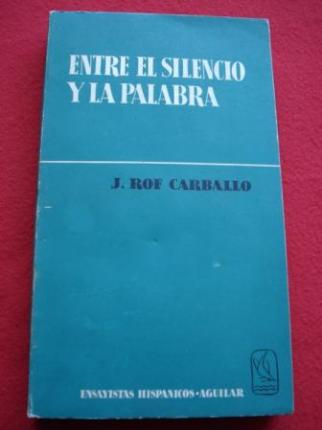 ENTRE EL SILENCIO
Y LA PALABRA
J. ROF CARBALLO
ENSAYISTAS HISPANICOS·AGUILAR